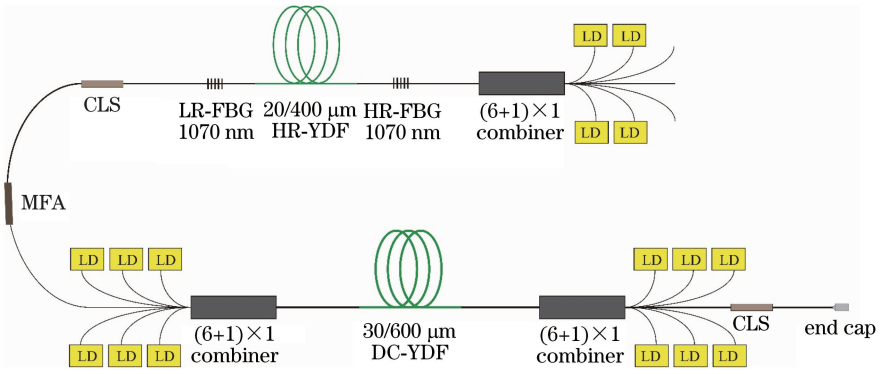 LD LD
CLS
LR-FBG 20/400 μm HR-FBG (6+1)×1
1070 nm HR-YDF 1070 nm combiner
LD LD
MFA
LD LD LD LD LD LD
CLS
(6+1)×1 30/600 μm (6+1)×1 end cap
combiner DC-YDF combiner
LD LD LD LD LD LD